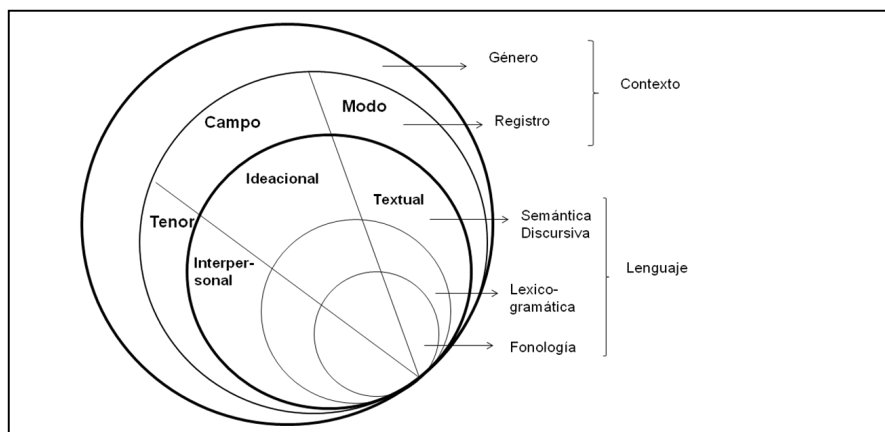 Género
Contexto
Modo
Campo
Registro
Ideacional
Textual
Tenor
Semántica
Discursiva
Interper-
sonal
Lenguaje
Lexico-
gramática
Fonología